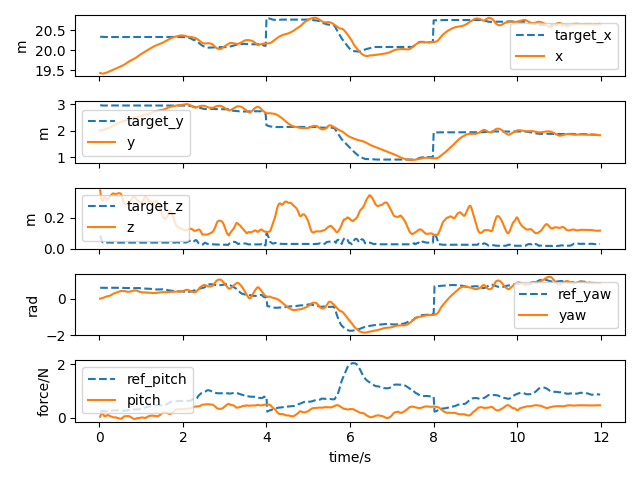 20.5
20.0
19.5
m
target_x
x
3
2
1
m
target_y
y
0.2
0.0
m
target_z
z
0
−2
rad
ref_yaw
yaw
2
0
force/N
ref_pitch
pitch
0 2 4 6 8 10 12
time/s